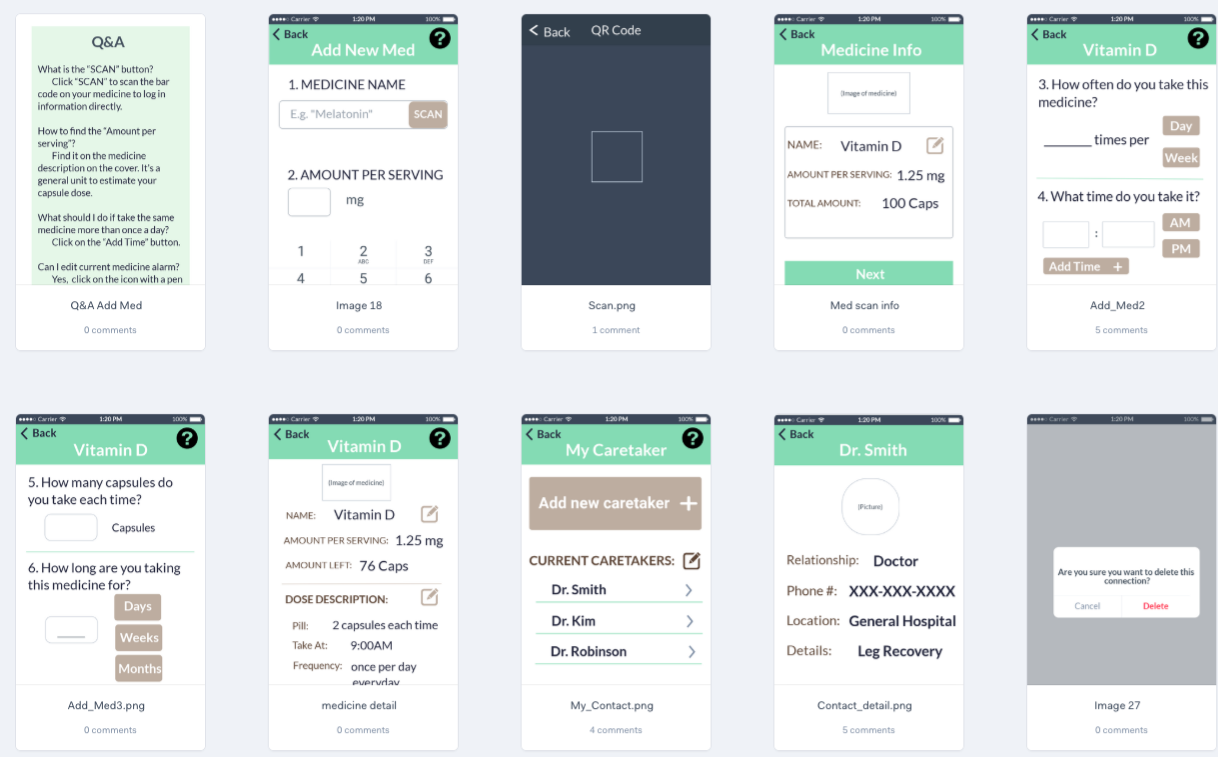 Q&A
What is the "SCAN" button?
Click "SCAN" to scan the bar
code on your medicine to log in
information directly.
How to find the "Amount per
serving"?
Find it on the medicine
description on the cover. It's a
general unit to estimate your
capsule dose.
What should I do if take the same
medicine more than once a day?
Click on the "Add Time" button.
Can I edit current medicine alarm?
Yes, click on the icon with a pen
Q&A Add Med
0 comments
Carrier 1:20 PM 100%
Back
?
Add New Med
1. MEDICINE NAME
E.g. "Melatonin" SCAN
2. AMOUNT PER SERVING
mg
1 2 3
ABC DEF
4 5 6
Image 18
0 comments
Back QR Code
Scan.png
1 comment
Carrier 1:20 PM 100%
Back
Medicine Info
(Image of medicine)
NAME: Vitamin D
AMOUNT PER SERVING: 1.25 mg
TOTAL AMOUNT: 100 Caps
Next
Med scan info
0 comments
Carrier 1:20 PM 100%
Back
?
Vitamin D
3. How often do you take this
medicine?
Day
____ times per
Week
4. What time do you take it?
AM
:
PM
Add Time +
Add_Med2
5 comments
Carrier 1:20 PM 100%
Back
?
Vitamin D
5. How many capsules do
you take each time?
Capsules
6. How long are you taking
this medicine for?
Days
Weeks
Months
Add_Med3.png
0 comments
Carrier 1:20 PM 100%
Back
?
Vitamin D
(Image of medicine)
NAME: Vitamin D
AMOUNT PER SERVING: 1.25 mg
AMOUNT LEFT: 76 Caps
DOSE DESCRIPTION:
Pill: 2 capsules each time
Take At: 9:00AM
Frequency: once per day
everyday
medicine detail
0 comments
Carrier 1:20 PM 100%
Back
?
My Caretaker
Add new caretaker +
CURRENT CARETAKERS:
Dr. Smith
Dr. Kim
Dr. Robinson
My_Contact.png
4 comments
Carrier 1:20 PM 100%
Back
Dr. Smith
(Picture)
Relationship: Doctor
Phone #: XXX-XXX-XXXX
Location: General Hospital
Details: Leg Recovery
Contact_detail.png
5 comments
Carrier 1:20 PM 100%
Are you sure you want to delete this
connection?
Cancel Delete
Image 27
0 comments